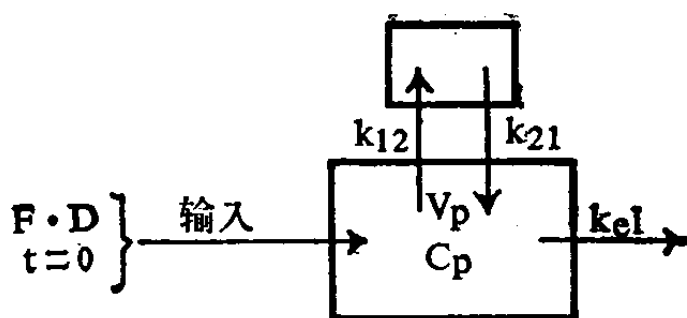 k12 k21
F·D 输入
t=0
Vp
Cp
kel